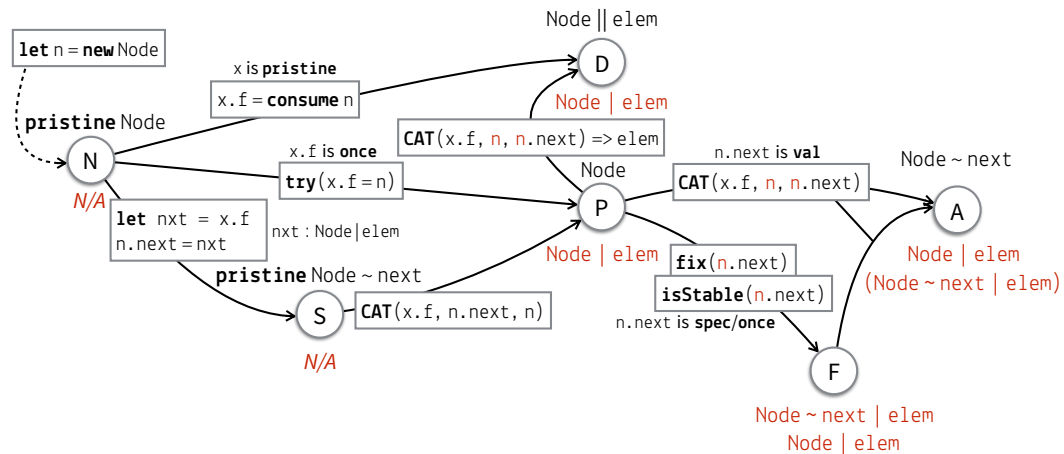 let n = new Node
Node || elem
x is pristine
D
x.f = consume n
Node | elem
pristine Node
CAT(x.f, n, n.next) => elem
x.f is once
n.next is val
Node ~ next
N
Node
try(x.f = n)
CAT(x.f, n, n.next)
N/A
P
A
let nxt = x.f
n.next = nxt
nxt : Node|elem
Node | elem
Node | elem
(Node ~ next | elem)
pristine Node ~ next
fix(n.next)
isStable(n.next)
S
CAT(x.f, n.next, n)
n.next is spec/once
N/A
F
Node ~ next | elem
Node | elem